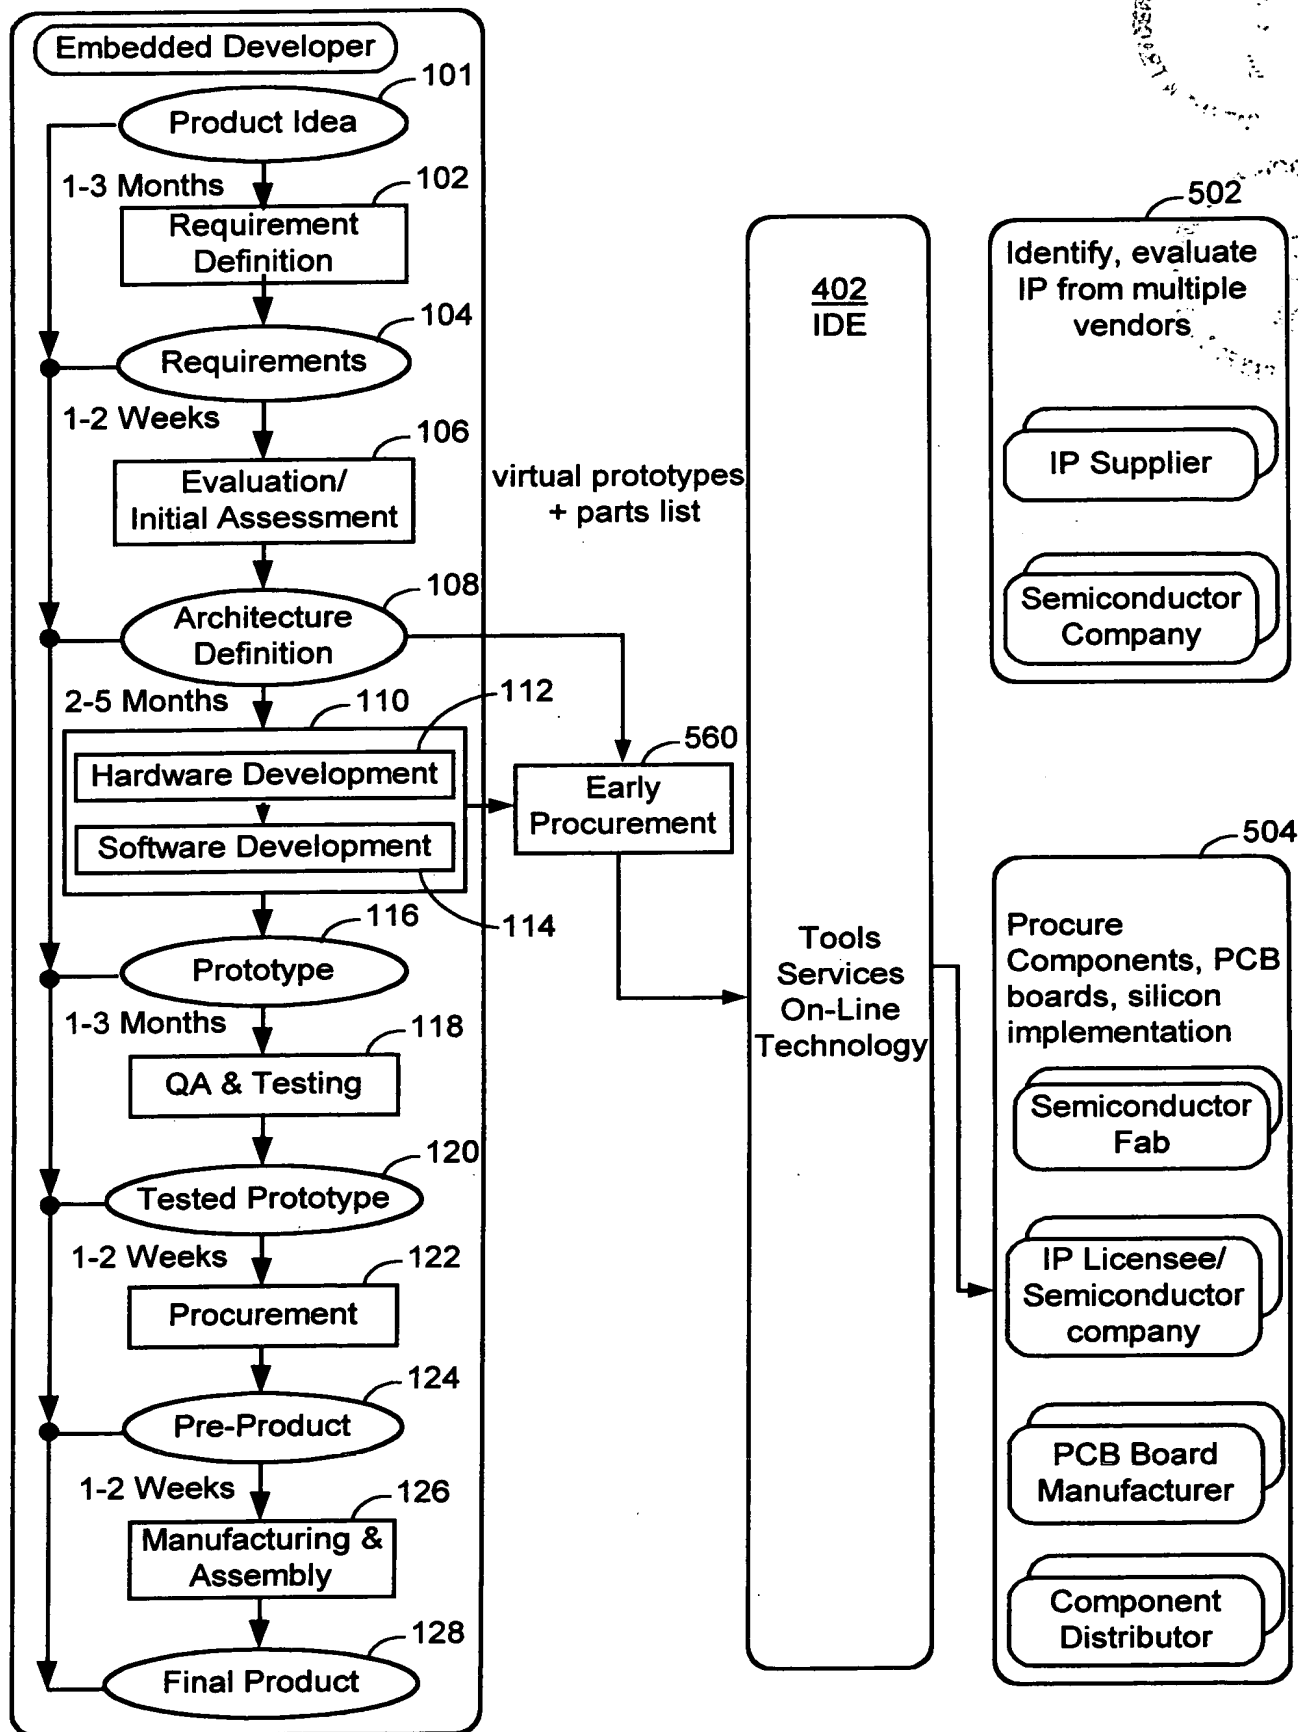 Embedded Developer
101
Product Idea
1-3 Months
102
Requirement
Definition
104
Requirements
1-2 Weeks
106
Evaluation/
Initial Assessment
108
Architecture
Definition
2-5 Months
110
112
Hardware Development
Software Development
114
116
Prototype
1-3 Months
118
QA & Testing
120
Tested Prototype
1-2 Weeks
122
Procurement
124
Pre-Product
1-2 Weeks
126
Manufacturing &
Assembly
128
Final Product
virtual prototypes
+ parts list
560
Early
Procurement
402
IDE
Tools
Services
On-Line
Technology
502
Identify, evaluate
IP from multiple
vendors
IP Supplier
Semiconductor
Company
504
Procure
Components, PCB
boards, silicon
implementation
Semiconductor
Fab
IP Licensee/
Semiconductor
company
PCB Board
Manufacturer
Component
Distributor